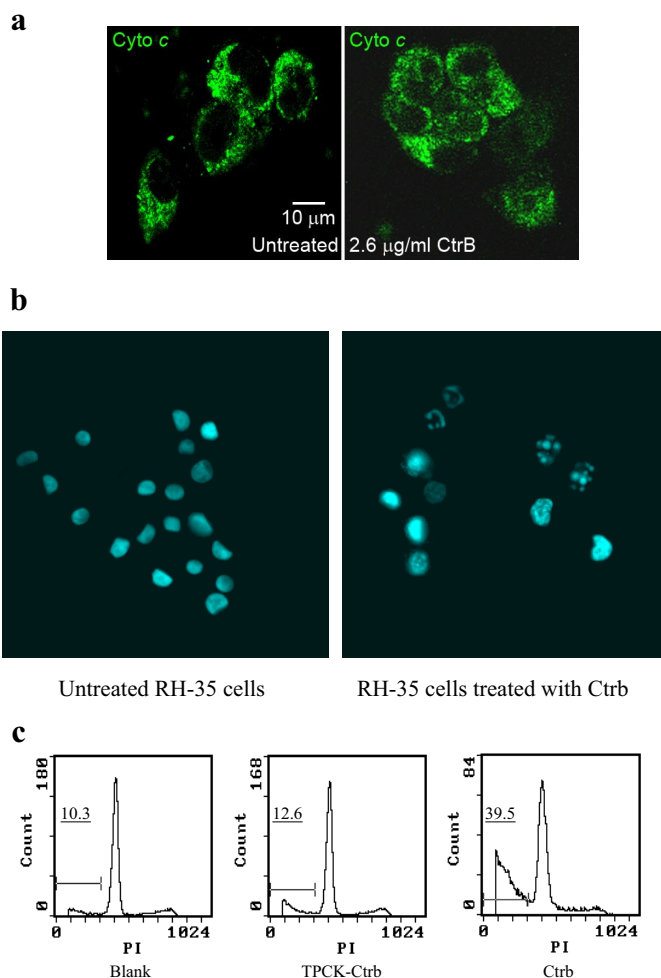 a
Cyto c
Cyto c
10 μm
Untreated
2.6 μg/ml CtrB
b
Untreated RH-35 cells
RH-35 cells treated with Ctrb
c
180
10.3
Count
0
0
1024
PI
Blank
168
12.6
Count
0
0
1024
PI
TPCK-Ctrb
84
39.5
Count
0
0
1024
PI
Ctrb